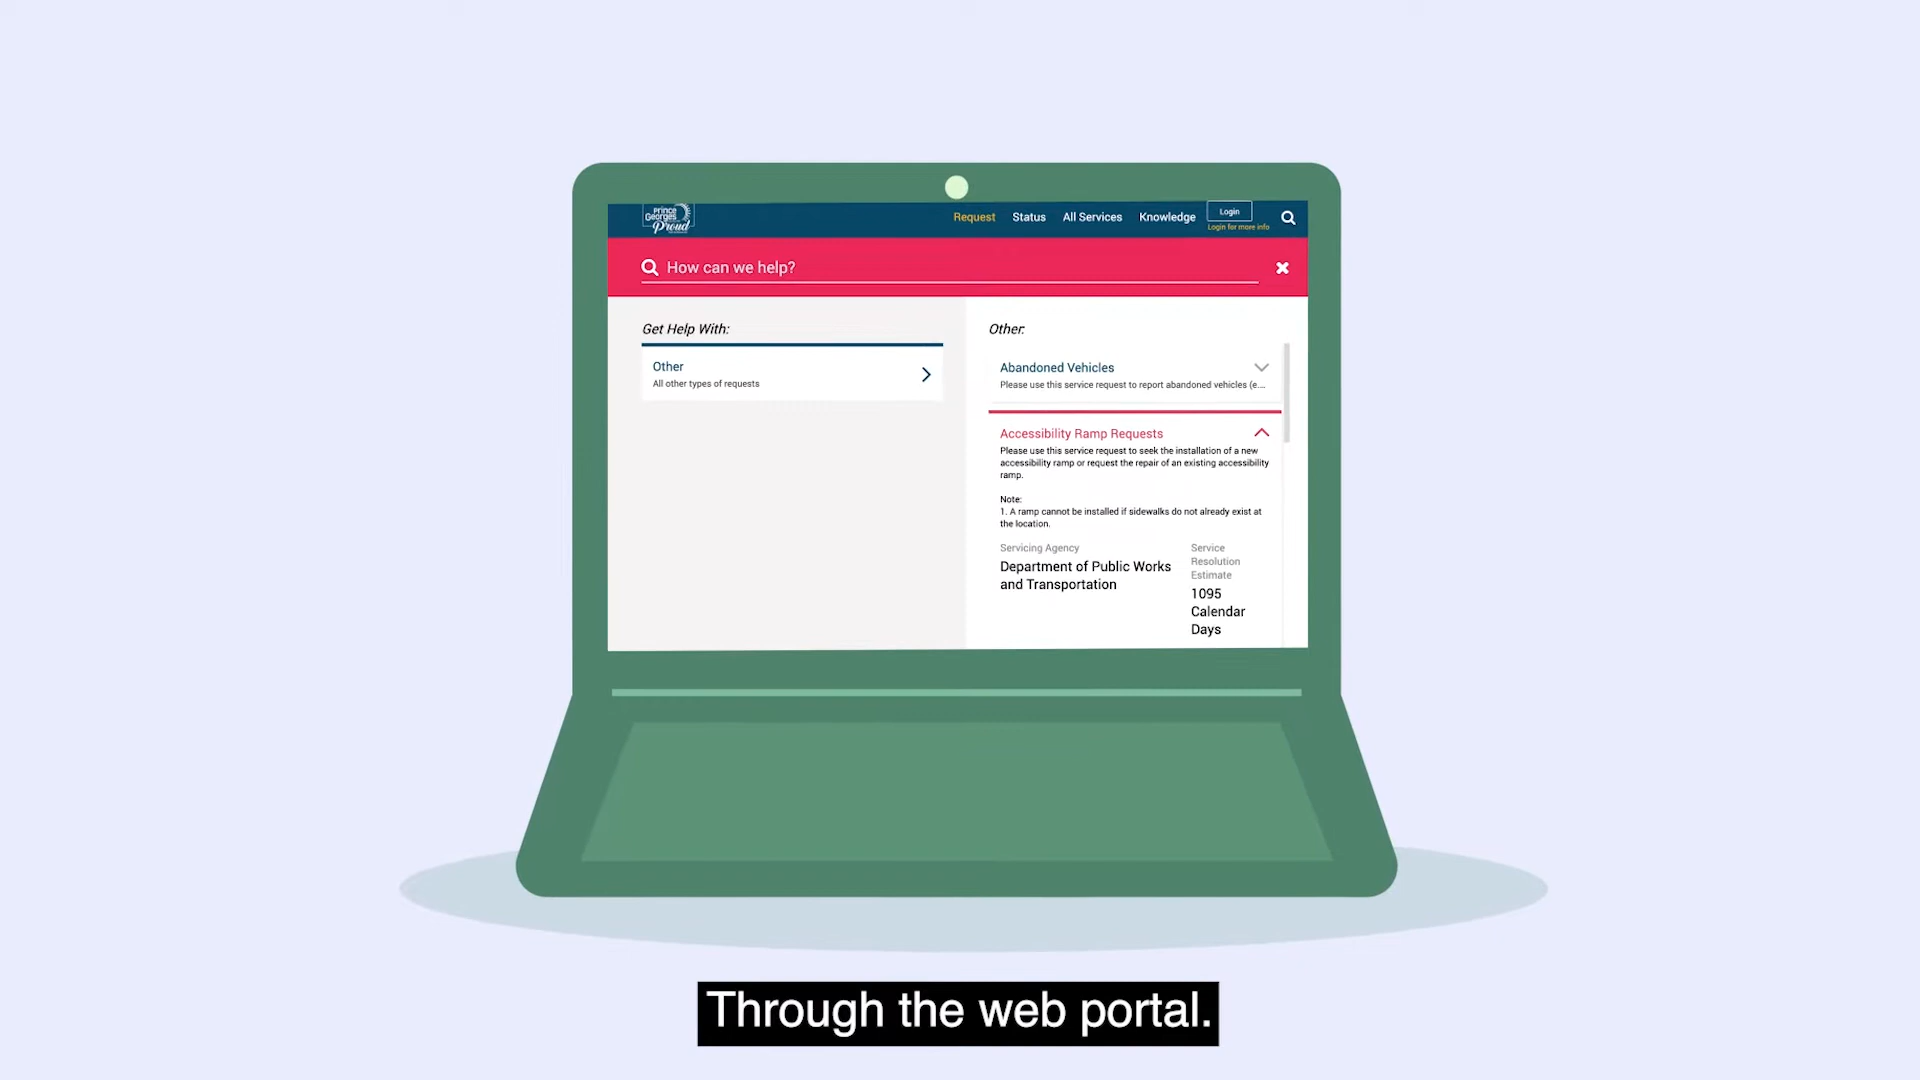 Prince
Georges
Proud
Request
Status
All Services
Knowledge
Login
Login for more info
How can we help?
Get Help With:
Other
All other types of requests
Other:
Abandoned Vehicles
Please use this service request to report abandoned vehicles (e...
Accessibility Ramp Requests
Please use this service request to seek the installation of a new
accessibility ramp or request the repair of an existing accessibility
ramp.
Note:
1. A ramp cannot be installed if sidewalks do not already exist at
the location.
Servicing Agency
Department of Public Works
and Transportation
Service
Resolution
Estimate
1095
Calendar
Days
Through the web portal.